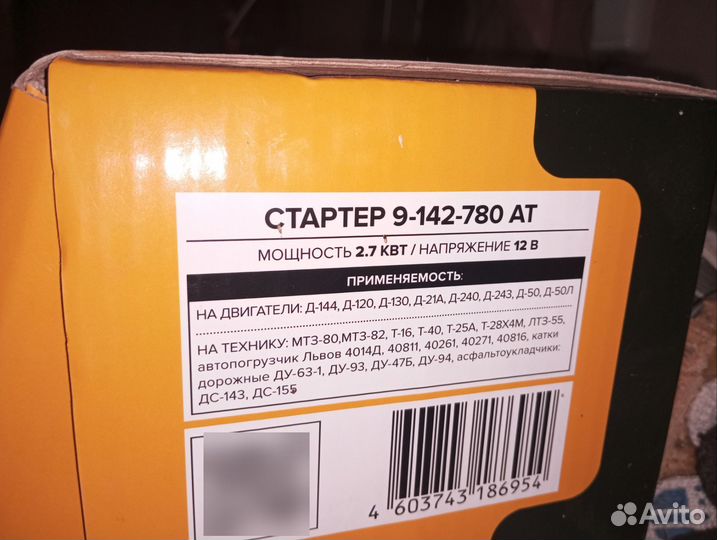 СТАРТЕР 9-142-780 АТ
МОЩНОСТЬ 2.7 КВТ / НАПРЯЖЕНИЕ 12 В
ПРИМЕНЯЕМОСТЬ:
НА ДВИГАТЕЛИ: Д-144, Д-120, Д-130, Д-21А, Д-240, Д-243, Д-50, Д-50Л
НА ТЕХНИКУ: МТЗ-80,МТЗ-82, Т-16, Т-40, Т-25А, Т-28Х4М, ЛТЗ-55,
автопогрузчик Львов 4014Д, 40811, 40261, 40271, 40816, катки
дорожные ДУ-63-1, ДУ-93, ДУ-47Б, ДУ-94, асфальтоукладчики:
ДС-143, ДС-155
4 603743 186954
Avito